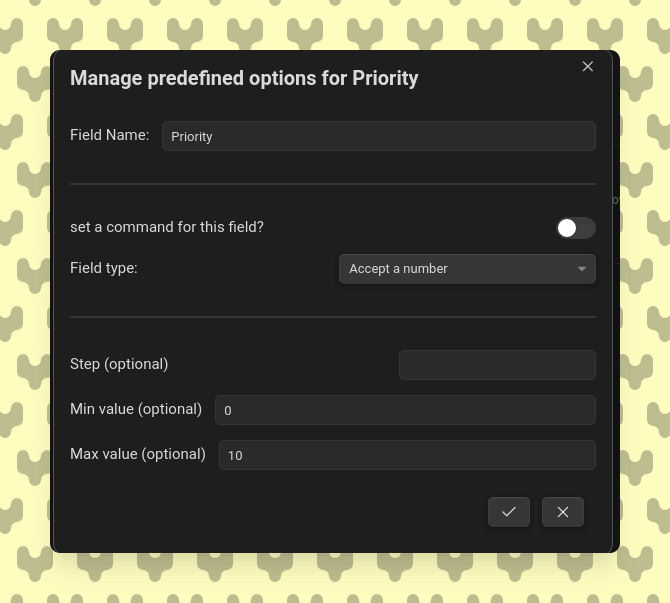 Manage predefined options for Priority
Field Name: Priority
set a command for this field?
Field type: Accept a number
Step (optional)
Min value (optional) 0
Max value (optional) 10